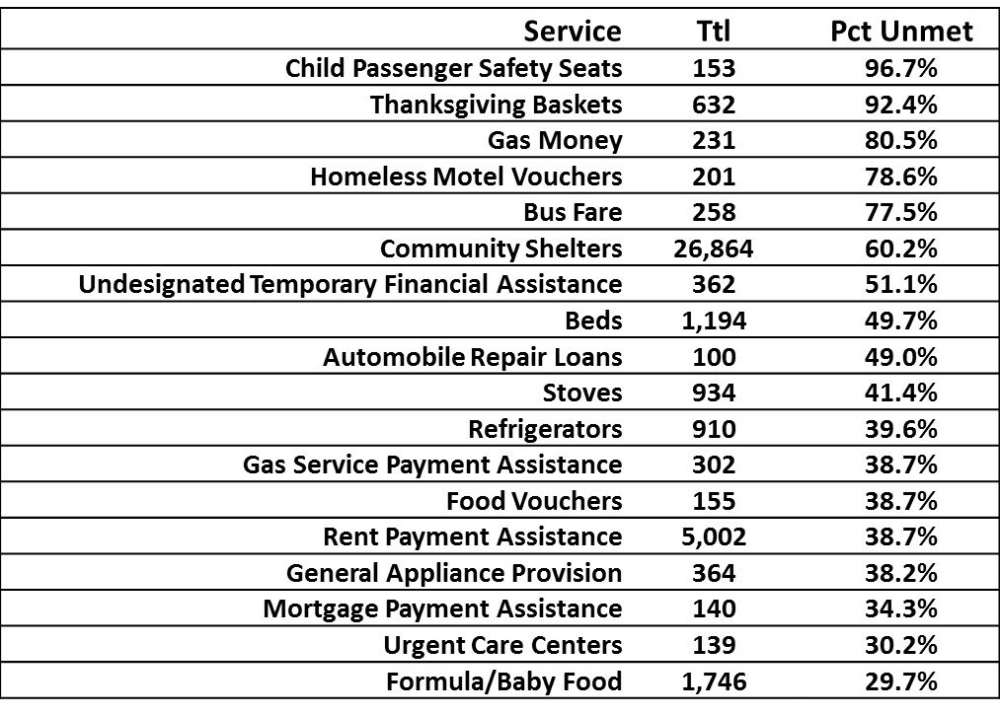 Service Ttl Pct Unmet
Child Passenger Safety Seats 153 96.7%
Thanksgiving Baskets 632 92.4%
Gas Money 231 80.5%
Homeless Motel Vouchers 201 78.6%
Bus Fare 258 77.5%
Community Shelters 26,864 60.2%
Undesignated Temporary Financial Assistance 362 51.1%
Beds 1,194 49.7%
Automobile Repair Loans 100 49.0%
Stoves 934 41.4%
Refrigerators 910 39.6%
Gas Service Payment Assistance 302 38.7%
Food Vouchers 155 38.7%
Rent Payment Assistance 5,002 38.7%
General Appliance Provision 364 38.2%
Mortgage Payment Assistance 140 34.3%
Urgent Care Centers 139 30.2%
Formula/Baby Food 1,746 29.7%